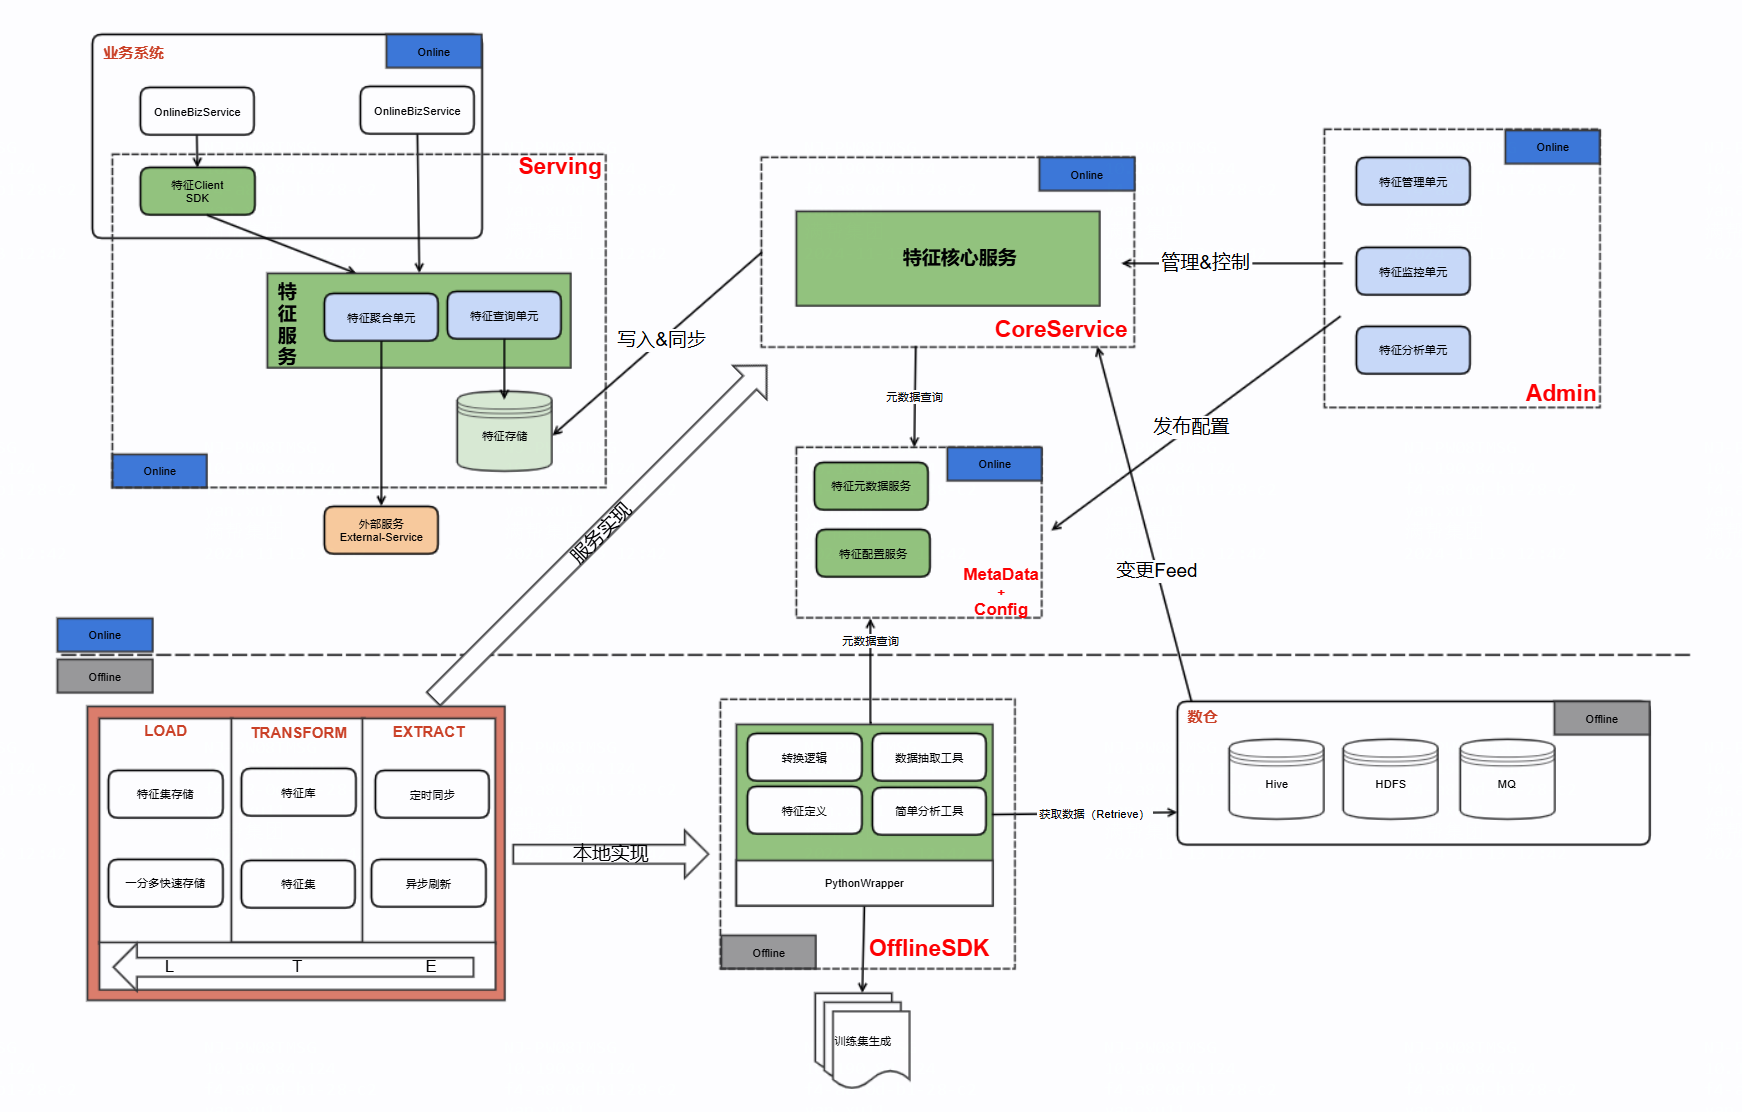 业务系统
Online
OnlineBizService
OnlineBizService
Serving
特征Client
SDK
特
征
服
务
特征聚合单元
特征查询单元
特征存储
Online
外部服务
External-Service
写入&同步
Online
特征核心服务
CoreService
管理&控制
Online
特征管理单元
特征监控单元
特征分析单元
Admin
元数据查询
发布配置
Online
特征元数据服务
特征配置服务
MetaData
+
Config
变更Feed
服务实现
元数据查询
Online
Offline
LOAD
TRANSFORM
EXTRACT
特征集存储
特征库
定时同步
一分多快速存储
特征集
异步刷新
L
T
E
本地实现
转换逻辑
数据抽取工具
特征定义
简单分析工具
PythonWrapper
Offline
OfflineSDK
训练集生成
获取数据（Retrieve）
数仓
Offline
Hive
HDFS
MQ